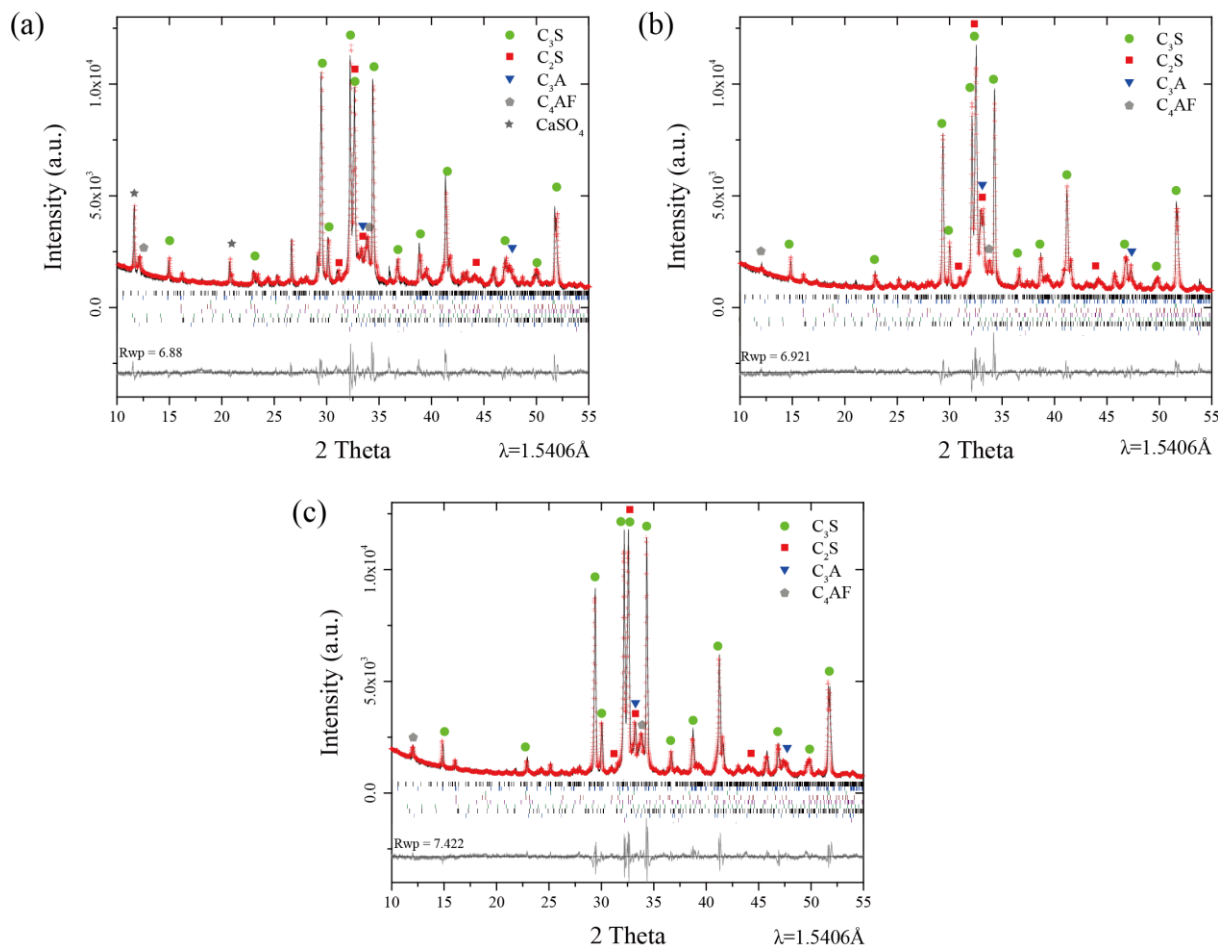 (a)
C₃S
C₂S
C₃A
C₄AF
CaSO₄
1.0x10⁴
5.0x10³
0.0
Intensity (a.u.)
Rwp = 6.88
10 15 20 25 30 35 40 45 50 55
2 Theta
λ=1.5406Å
(b)
C₃S
C₂S
C₃A
C₄AF
1.0x10⁴
5.0x10³
0.0
Intensity (a.u.)
Rwp = 6.921
10 15 20 25 30 35 40 45 50 55
2 Theta
λ=1.5406Å
(c)
C₃S
C₂S
C₃A
C₄AF
1.0x10⁴
5.0x10³
0.0
Intensity (a.u.)
Rwp = 7.422
10 15 20 25 30 35 40 45 50 55
2 Theta
λ=1.5406Å